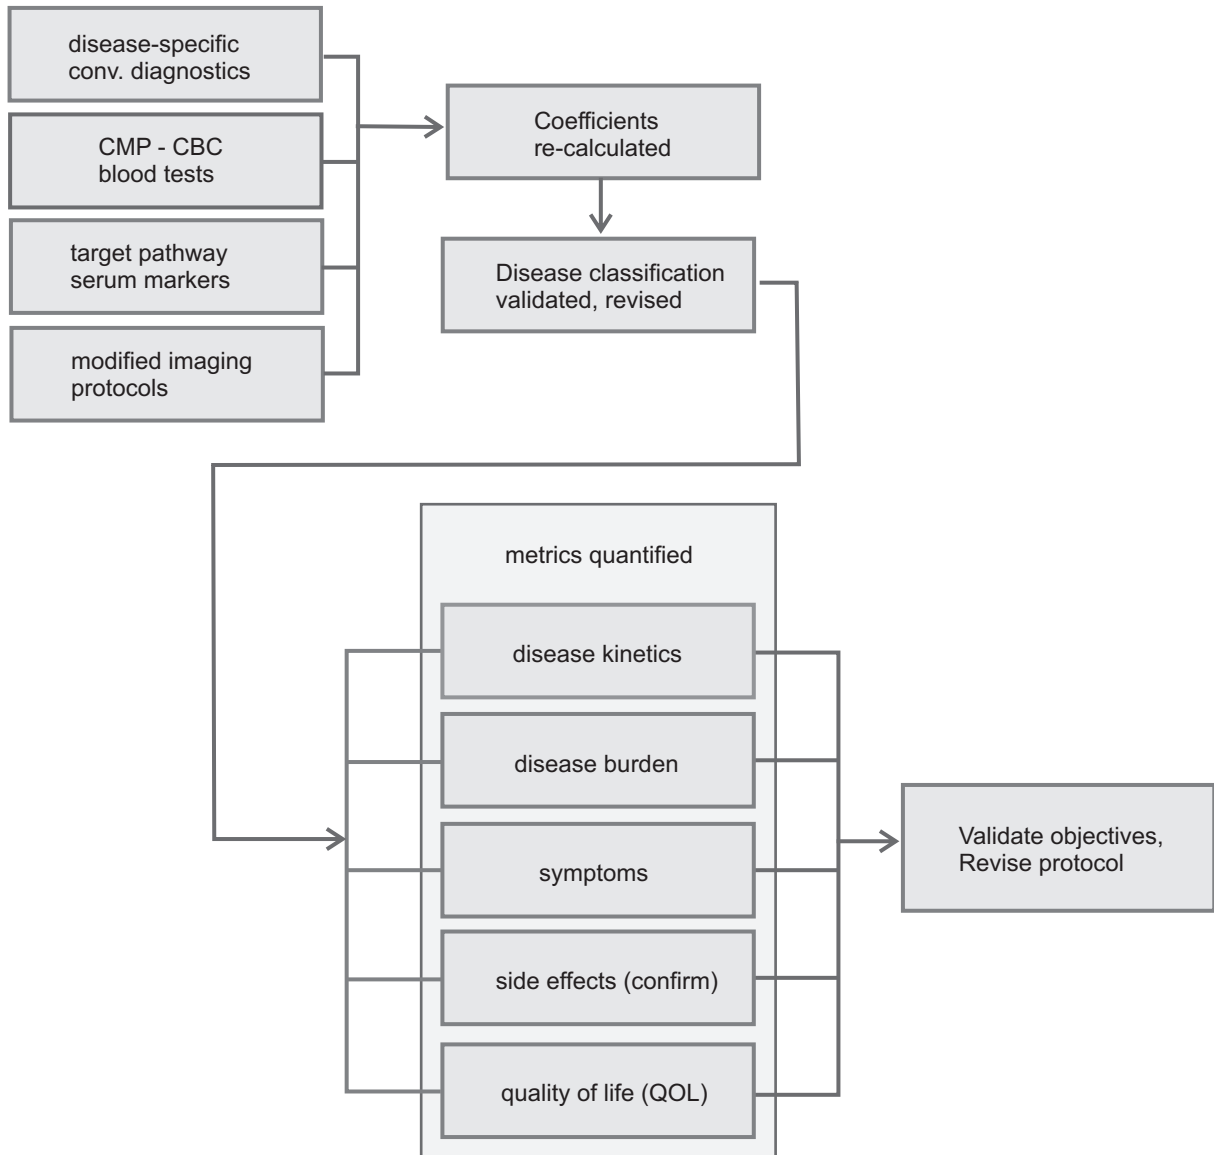 disease-specific
conv. diagnostics
CMP - CBC
blood tests
target pathway
serum markers
modified imaging
protocols
Coefficients
re-calculated
Disease classification
validated, revised
metrics quantified
disease kinetics
disease burden
symptoms
side effects (confirm)
quality of life (QOL)
Validate objectives,
Revise protocol